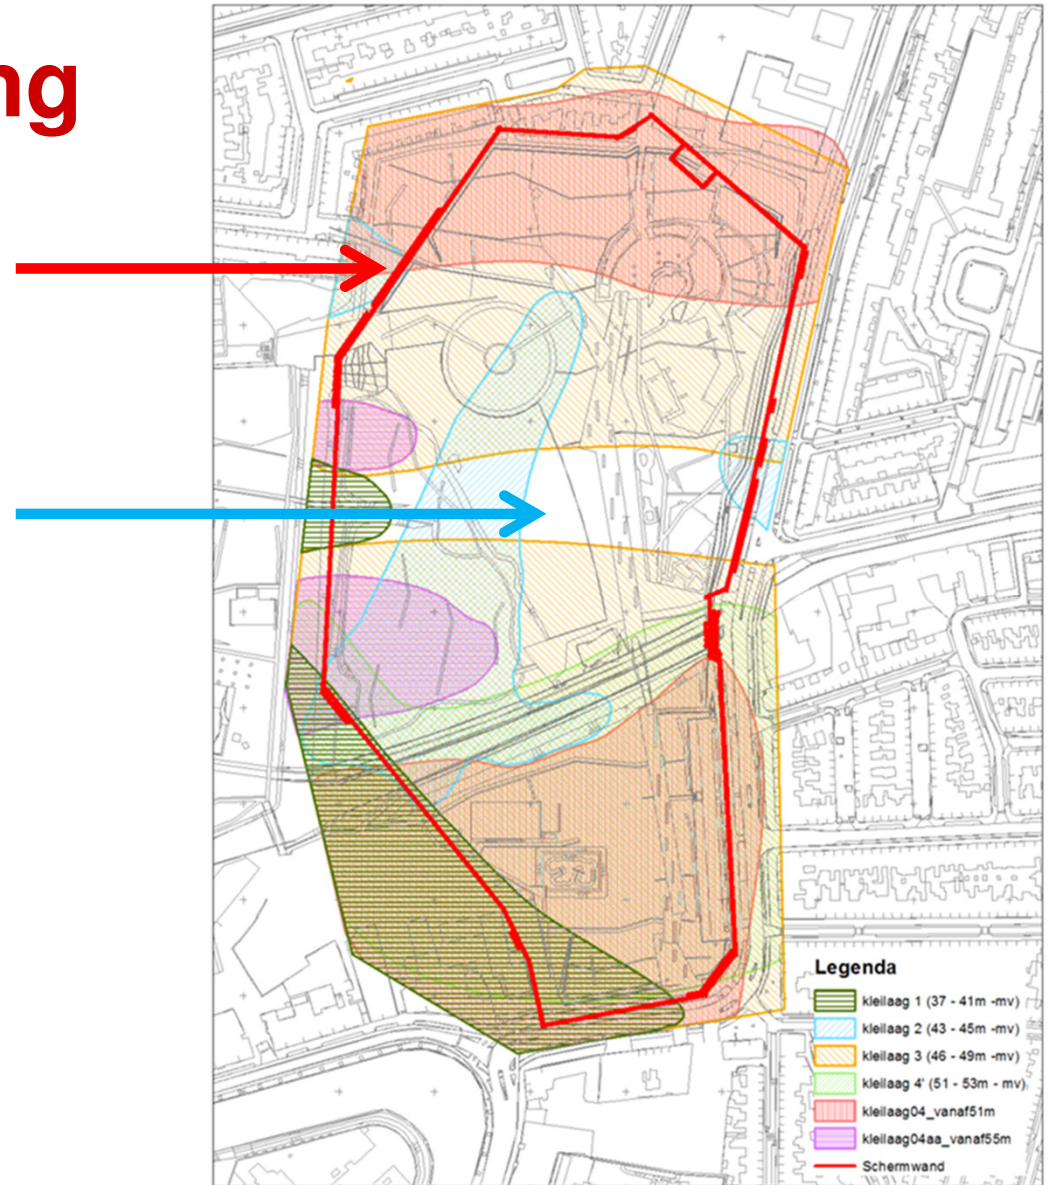 ng
Legenda
kleilaag 1 (37 - 41m -mv)
kleilaag 2 (43 - 45m -mv)
kleilaag 3 (46 - 49m -mv)
kleilaag 4' (51 - 53m - mv)
kleilaag04_vanaf51m
kleilaag04aa_vanaf55m
Schermwand